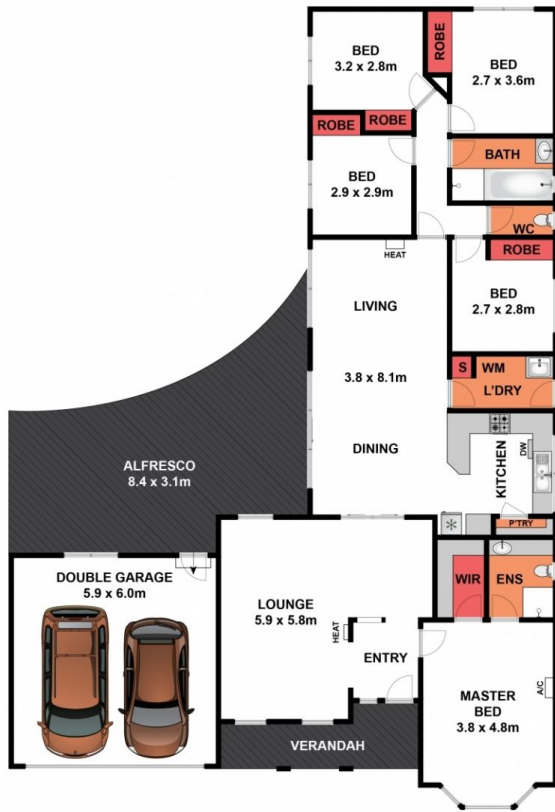 BED
3.2 x 2.8m
ROBE
BED
2.7 x 3.6m
ROBE
ROBE
BED
2.9 x 2.9m
BATH
WC
HEAT
ROBE
BED
2.7 x 2.8m
LIVING
3.8 x 8.1m
DINING
S
WM
L'DRY
KITCHEN
DW
P'TRY
ALFRESCO
8.4 x 3.1m
DOUBLE GARAGE
5.9 x 6.0m
LOUNGE
5.9 x 5.8m
HEAT
ENTRY
WIR
ENS
MASTER
BED
3.8 x 4.8m
A/C
VERANDAH